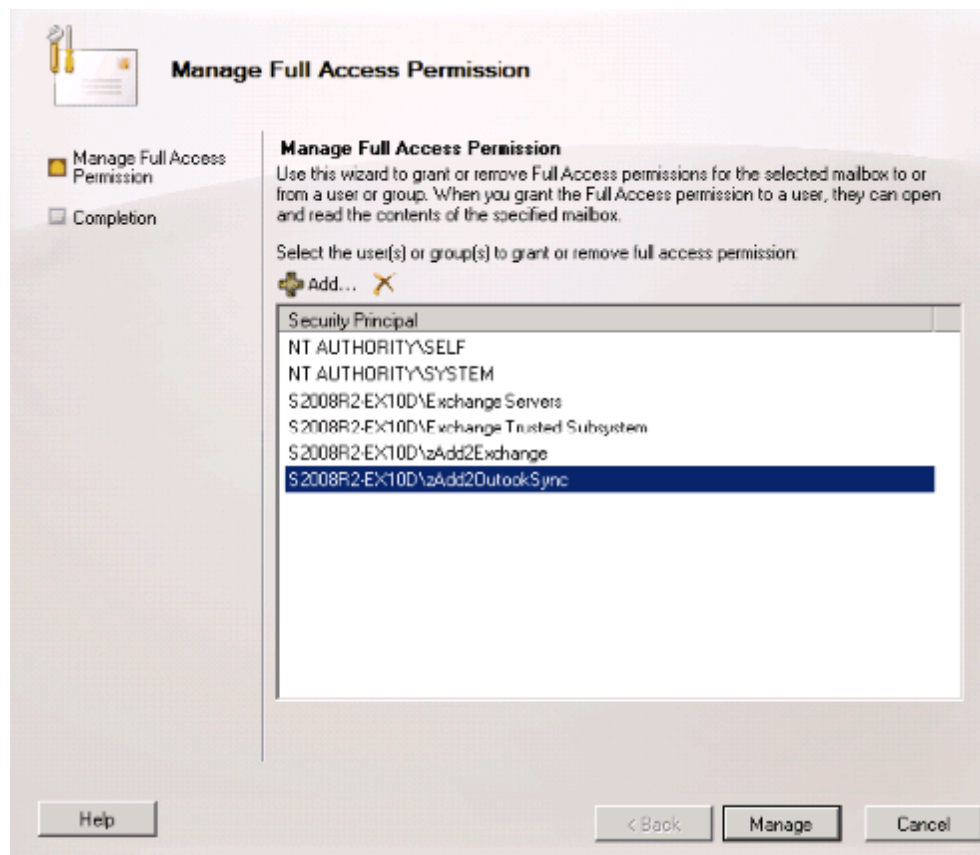 Manage Full Access Permission
Manage Full Access
Permission
Completion
Manage Full Access Permission
Use this wizard to grant or remove Full Access permissions for the selected mailbox to or
from a user or group. When you grant the Full Access permission to a user, they can open
and read the contents of the specified mailbox.
Select the user(s) or group(s) to grant or remove full access permission:
Add...
Security Principal
NT AUTHORITY\SELF
NT AUTHORITY\SYSTEM
S2008R2-EX10D\Exchange Servers
S2008R2-EX10D\Exchange Trusted Subsystem
S2008R2-EX10D\zAdd2Exchange
S2008R2-EX10D\zAdd2OutookSync
Help
< Back
Manage
Cancel